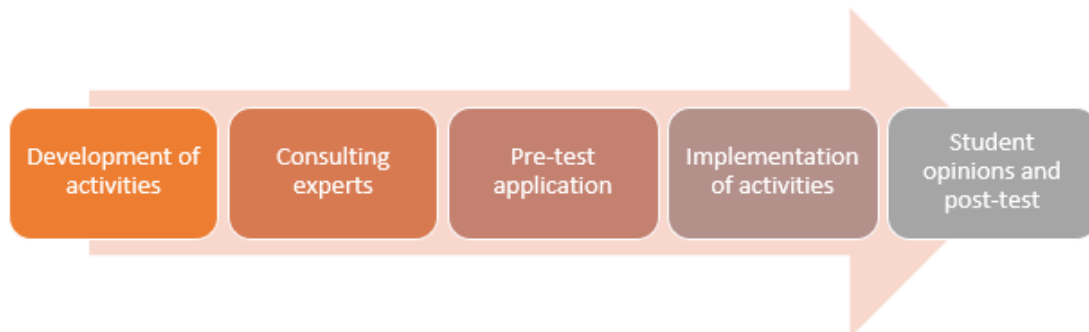 Development of
activities
Consulting
experts
Pre-test
application
Implementation
of activities
Student
opinions and
post-test